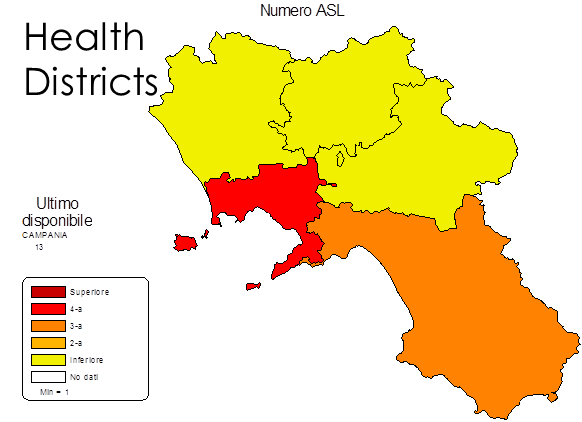 Numero ASL
Health
Districts
Ultimo
disponibile
CAMPANIA
13
Superiore
4-a
3-a
2-a
Inferiore
No dati
Min = 1